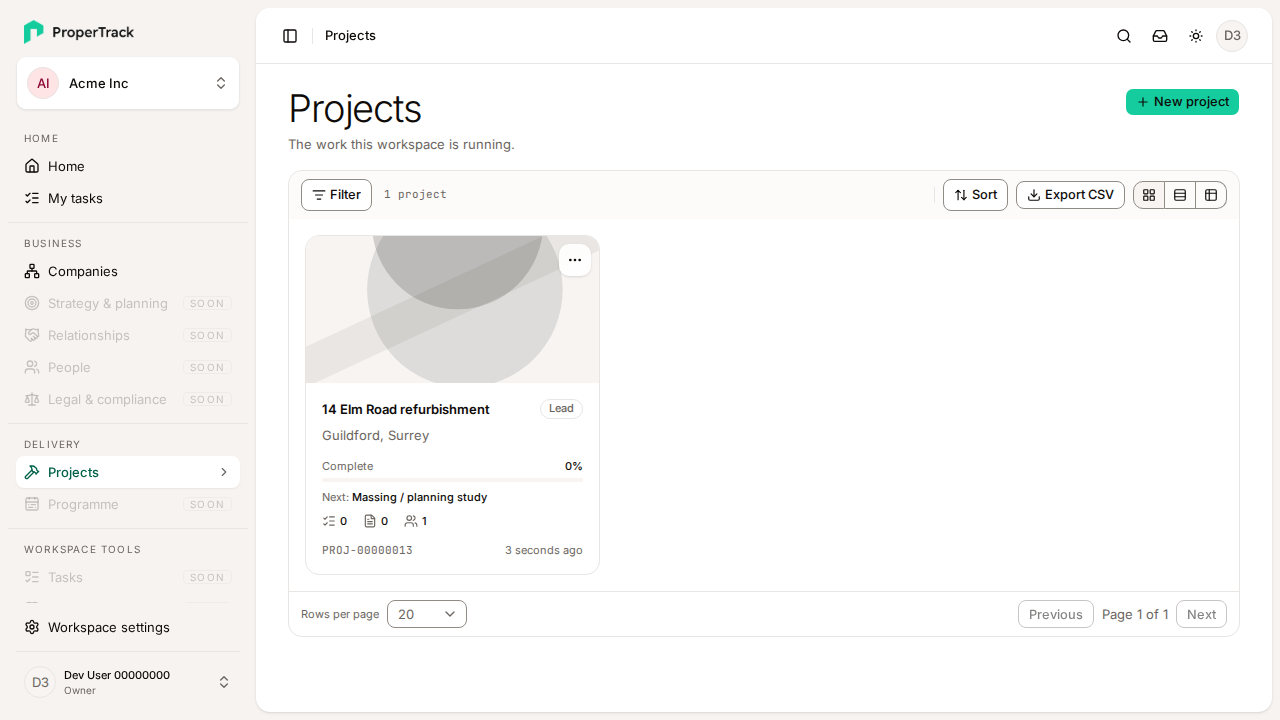 ProperTrack
AI
Acme Inc
HOME
Home
My tasks
BUSINESS
Companies
Strategy & planning SOON
Relationships SOON
People SOON
Legal & compliance SOON
DELIVERY
Projects
Programme SOON
WORKSPACE TOOLS
Tasks SOON
Workspace settings
D3
Dev User 00000000
Owner
Projects
D3
Projects
New project
The work this workspace is running.
Filter
1 project
Sort
Export CSV
14 Elm Road refurbishment
Lead
Guildford, Surrey
Complete 0%
Next: Massing / planning study
0 0 1
PROJ-00000013
3 seconds ago
Rows per page 20
Previous
Page 1 of 1
Next